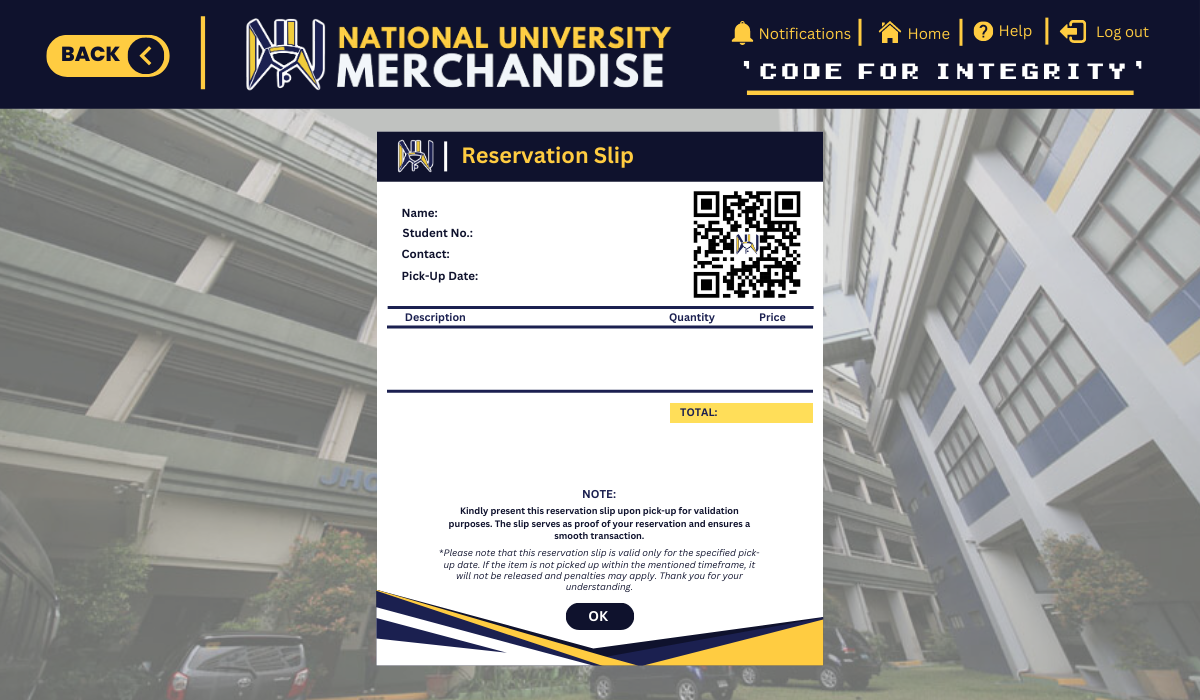 BACK
NATIONAL UNIVERSITY
MERCHANDISE
Notifications
Home
Help
Log out
'CODE FOR INTEGRITY'
Reservation Slip
Name:
Student No.:
Contact:
Pick-Up Date:
Description Quantity Price
TOTAL:
NOTE:
Kindly present this reservation slip upon pick-up for validation
purposes. The slip serves as proof of your reservation and ensures a
smooth transaction.
*Please note that this reservation slip is valid only for the specified pick-
up date. If the item is not picked up within the mentioned timeframe, it
will not be released and penalties may apply. Thank you for your
understanding.
OK